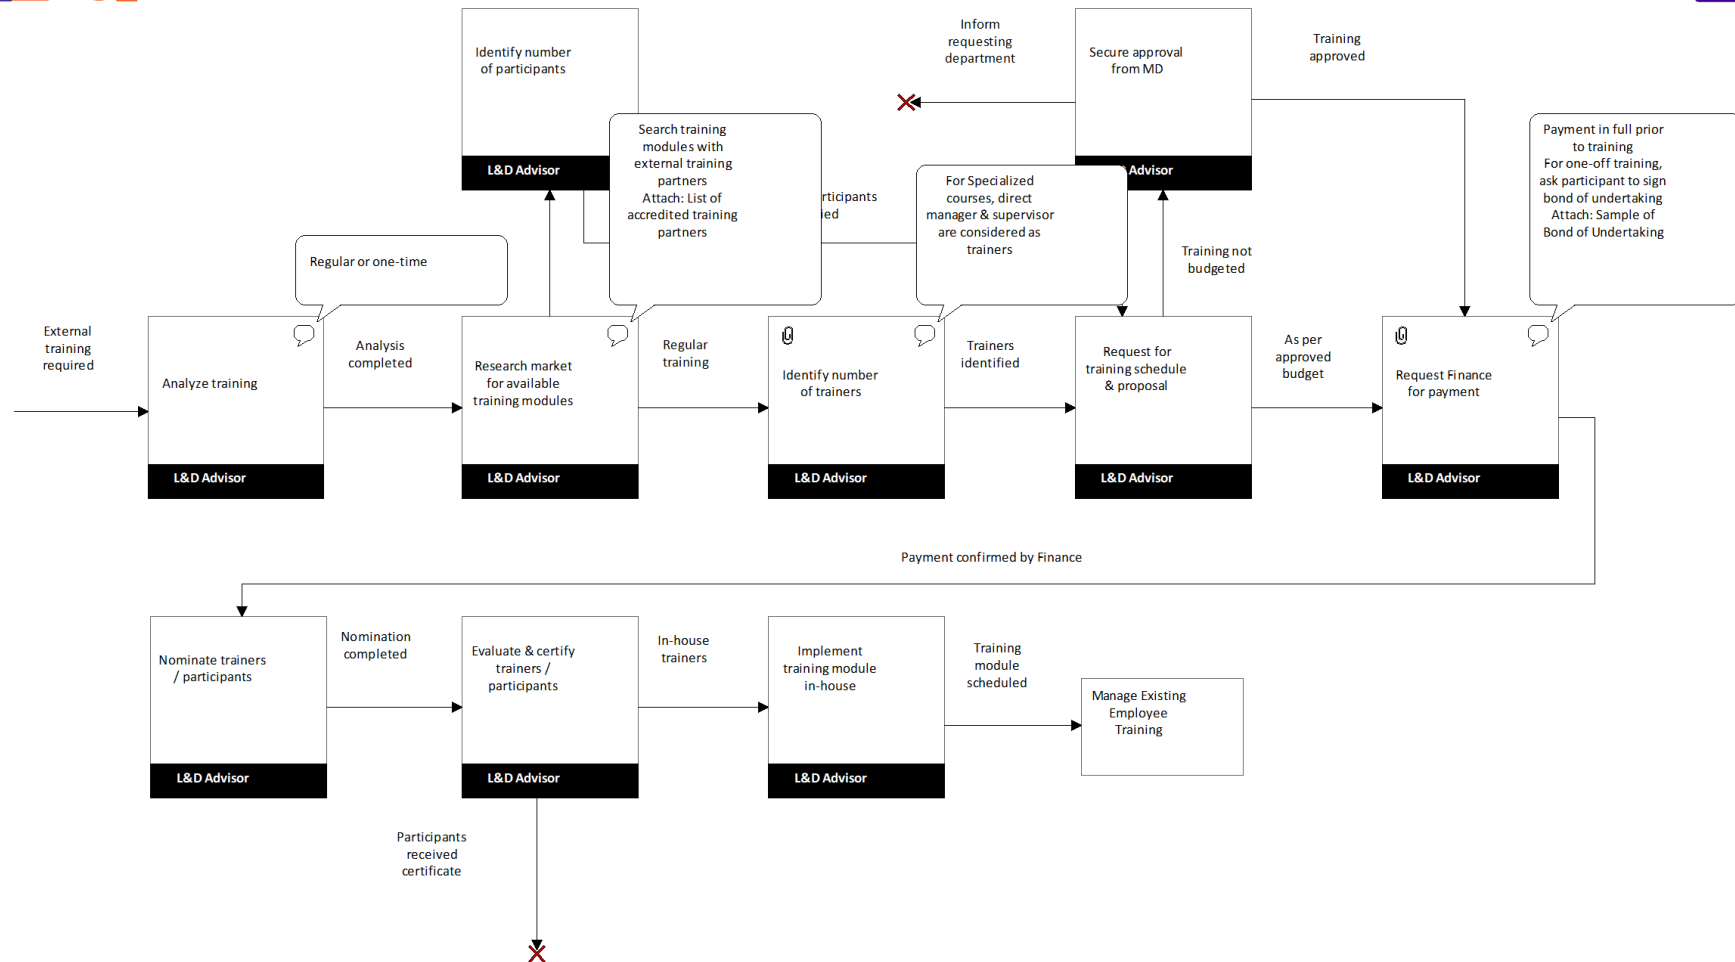 Identify number
of participants
L&D Advisor
Inform
requesting
department
Secure approval
from MD
Advisor
Training
approved
Search training
modules with
external training
partners
Attach: List of
accredited training
partners
For Specialized
courses, direct
manager & supervisor
are considered as
trainers
Payment in full prior
to training
For one-off training,
ask participant to sign
bond of undertaking
Attach: Sample of
Bond of Undertaking
Regular or one-time
Training not
budgeted
External
training
required
Analyze training
L&D Advisor
Analysis
completed
Research market
for available
training modules
L&D Advisor
Regular
training
Identify number
of trainers
L&D Advisor
Trainers
identified
Request for
training schedule
& proposal
L&D Advisor
As per
approved
budget
Request Finance
for payment
L&D Advisor
Payment confirmed by Finance
Nominate trainers
/ participants
L&D Advisor
Nomination
completed
Evaluate & certify
trainers /
participants
L&D Advisor
In-house
trainers
Implement
training module
in-house
L&D Advisor
Training
module
scheduled
Manage Existing
Employee
Training
Participants
received
certificate